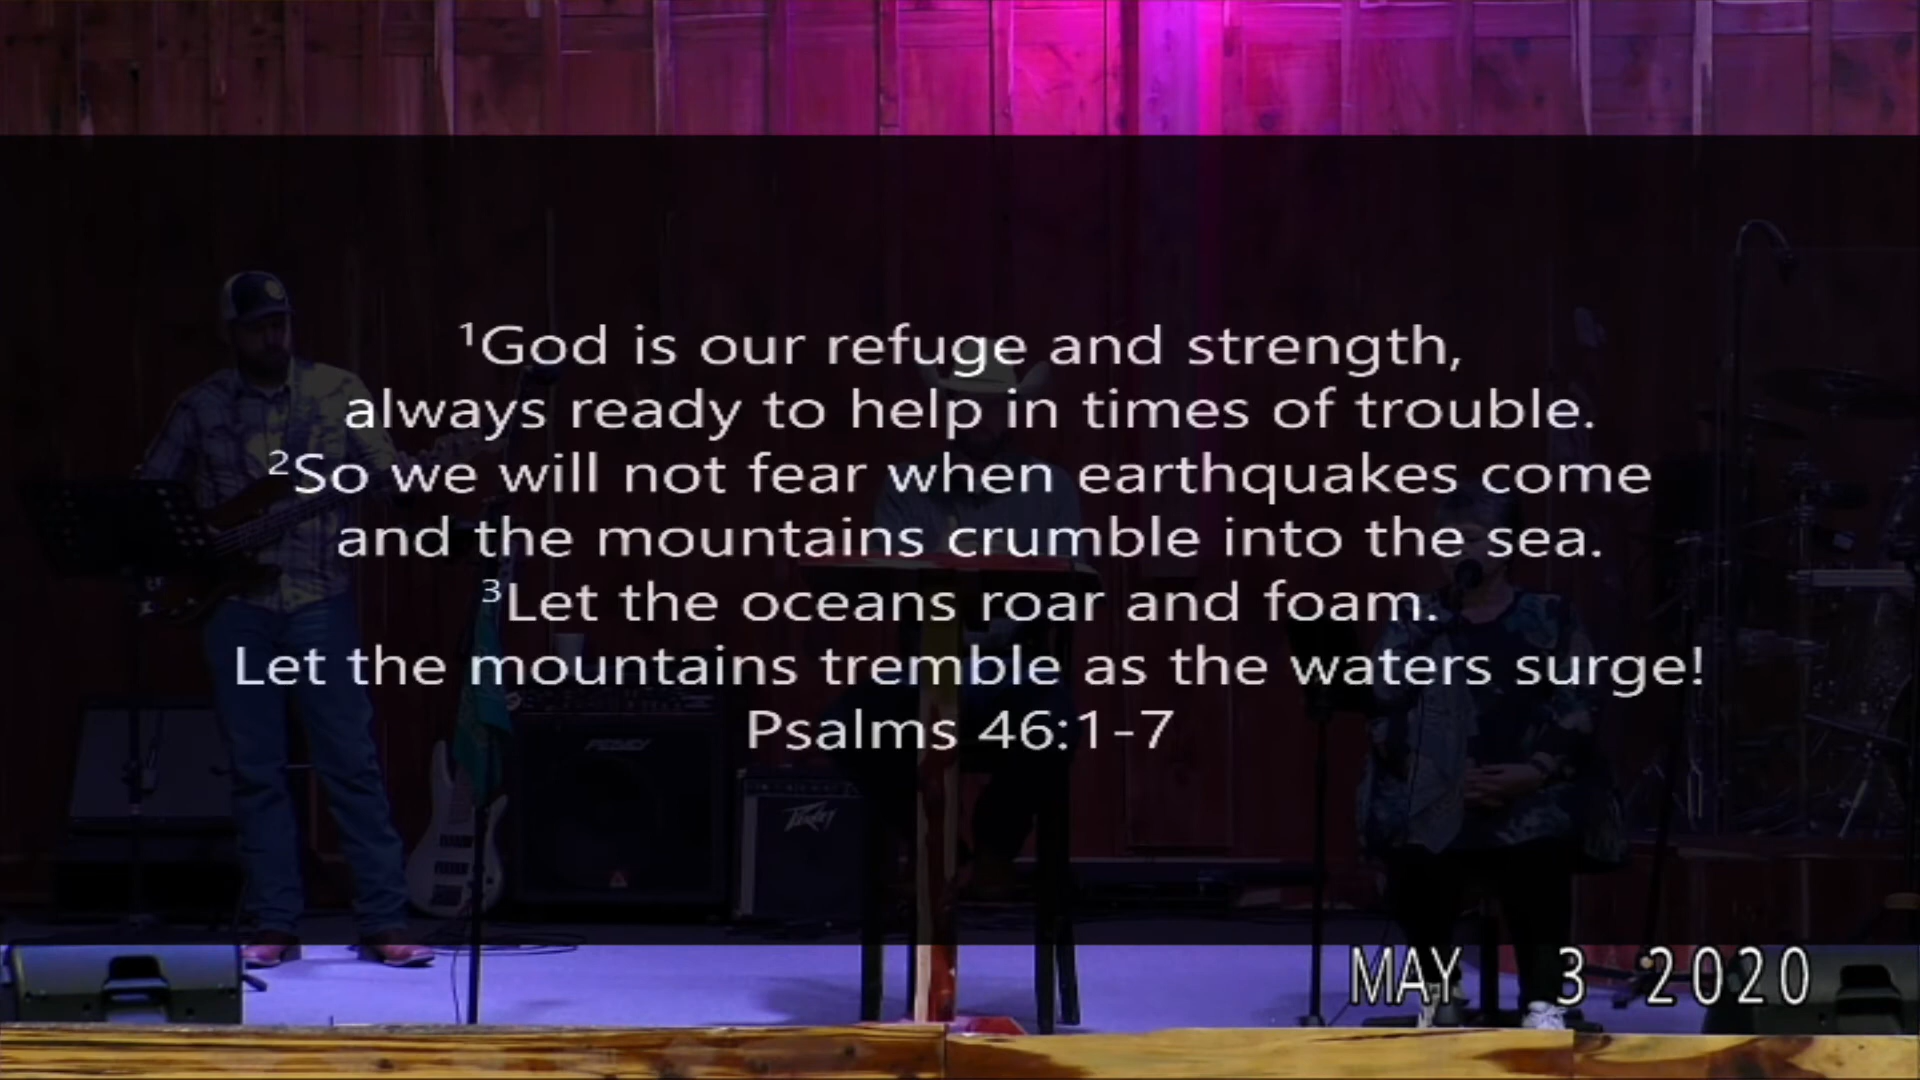 ¹God is our refuge and strength,
always ready to help in times of trouble.
²So we will not fear when earthquakes come
and the mountains crumble into the sea.
³Let the oceans roar and foam.
Let the mountains tremble as the waters surge!
Psalms 46:1-7
PEAVEY
PEAVEY
MAY 3 2020